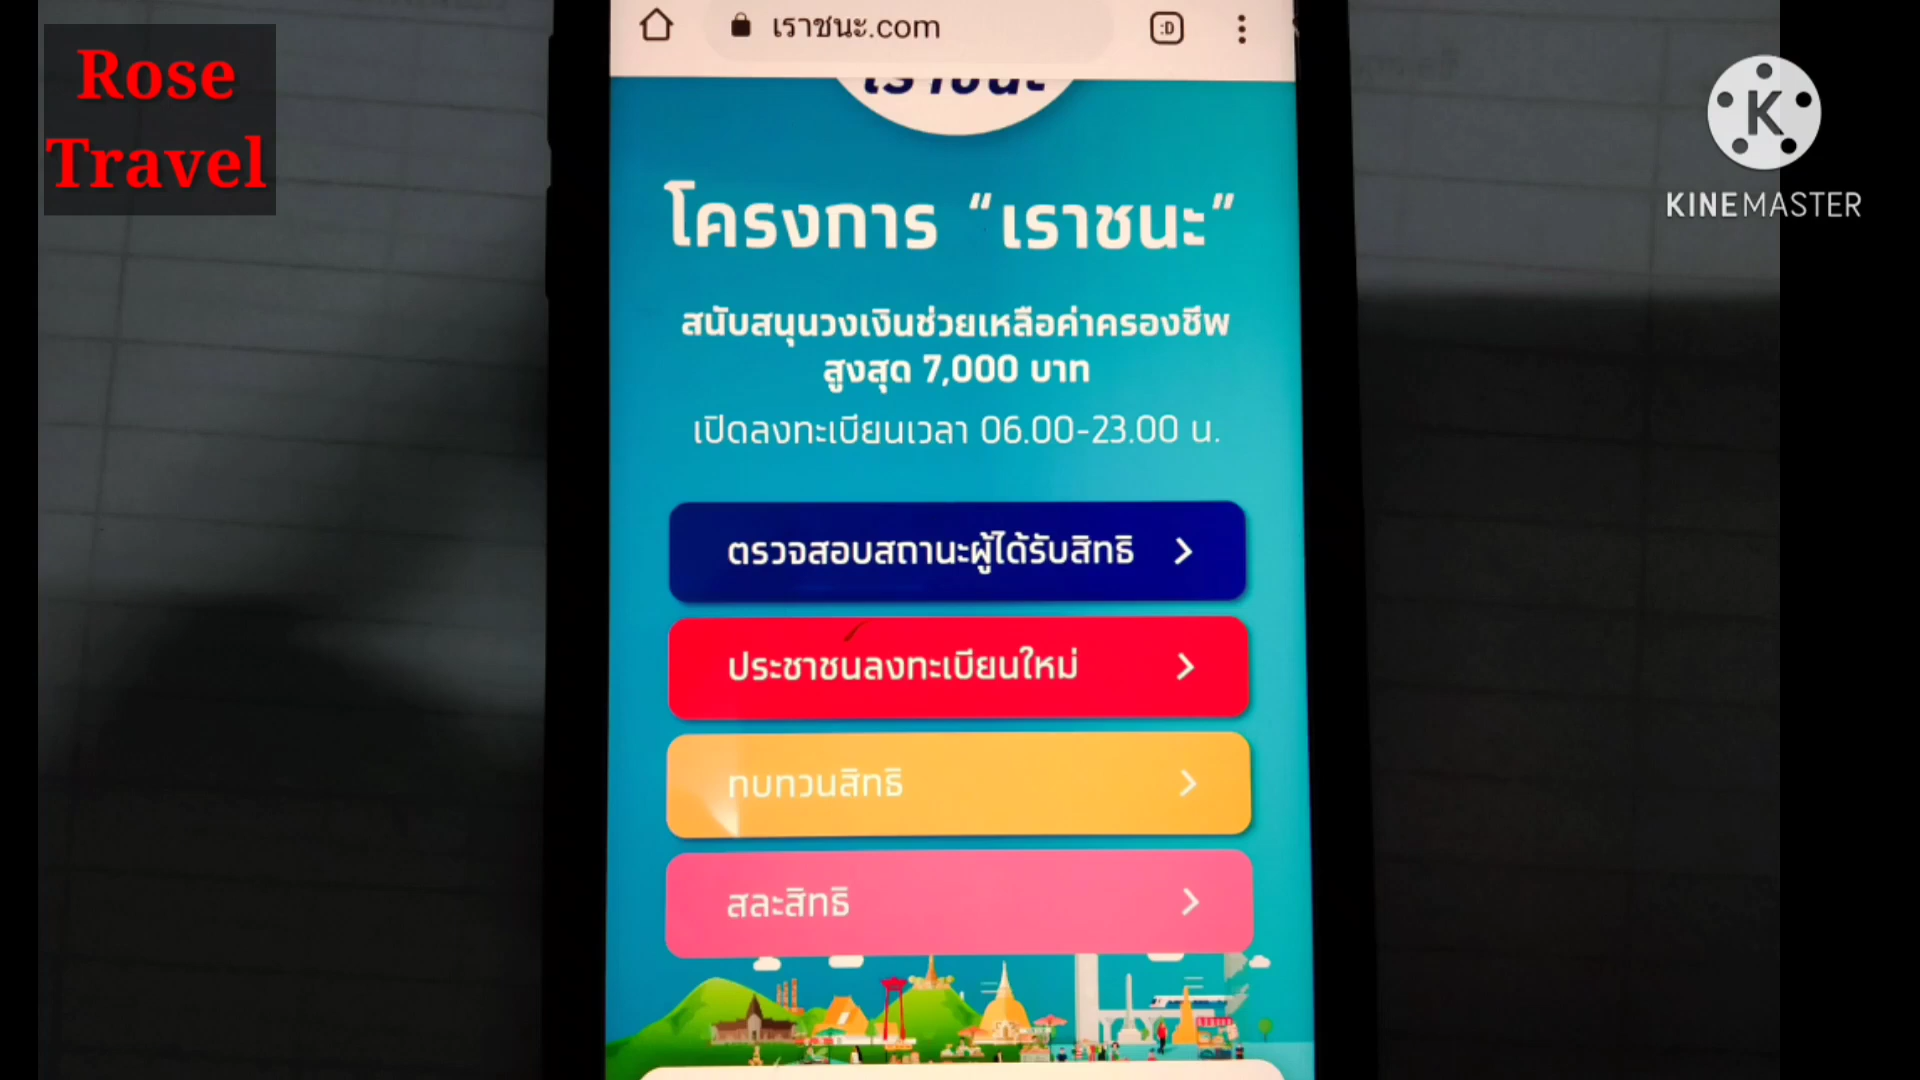 Rose
Travel
เราชนะ.com
:D
K
KINEMASTER
เราชนะ
โครงการ “เราชนะ”
สนับสนุนวงเงินช่วยเหลือค่าครองชีพ
สูงสุด 7,000 บาท
เปิดลงทะเบียนเวลา 06.00-23.00 น.
ตรวจสอบสถานะผู้ได้รับสิทธิ
ประชาชนลงทะเบียนใหม่
ทบทวนสิทธิ
สละสิทธิ